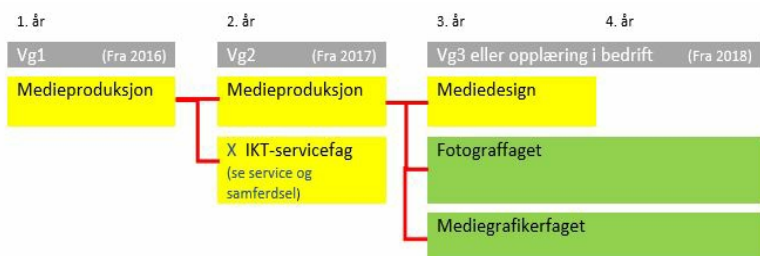 1. år
2. år
3. år
4. år
Vg1 (Fra 2016)
Vg2 (Fra 2017)
Vg3 eller opplæring i bedrift (Fra 2018)
Medieproduksjon
Medieproduksjon
Mediedesign
X IKT-servicefag
(se service og
samferdsel)
Fotograffaget
Mediegrafikerfaget